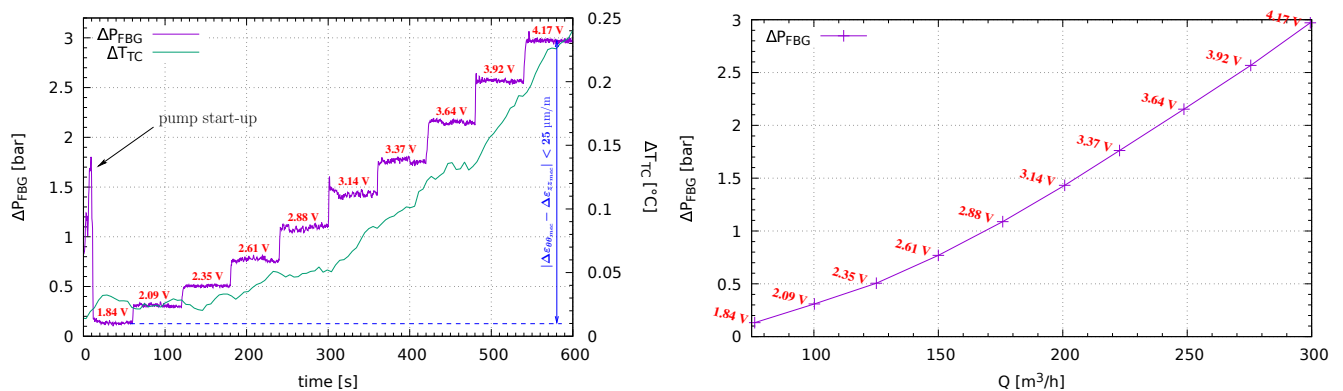 ΔP_FBG
ΔT_TC
pump start-up
1.84 V
2.09 V
2.35 V
2.61 V
2.88 V
3.14 V
3.37 V
3.64 V
3.92 V
4.17 V
|Δε_θθmec − Δε_zzmec| < 25 μm/m
ΔP_FBG [bar]
0
0.5
1
1.5
2
2.5
3
ΔT_TC [°C]
0
0.05
0.1
0.15
0.2
0.25
0 100 200 300 400 500 600
time [s]
ΔP_FBG
1.84 V
2.09 V
2.35 V
2.61 V
2.88 V
3.14 V
3.37 V
3.64 V
3.92 V
4.17 V
ΔP_FBG [bar]
0
0.5
1
1.5
2
2.5
3
100 150 200 250 300
Q [m³/h]